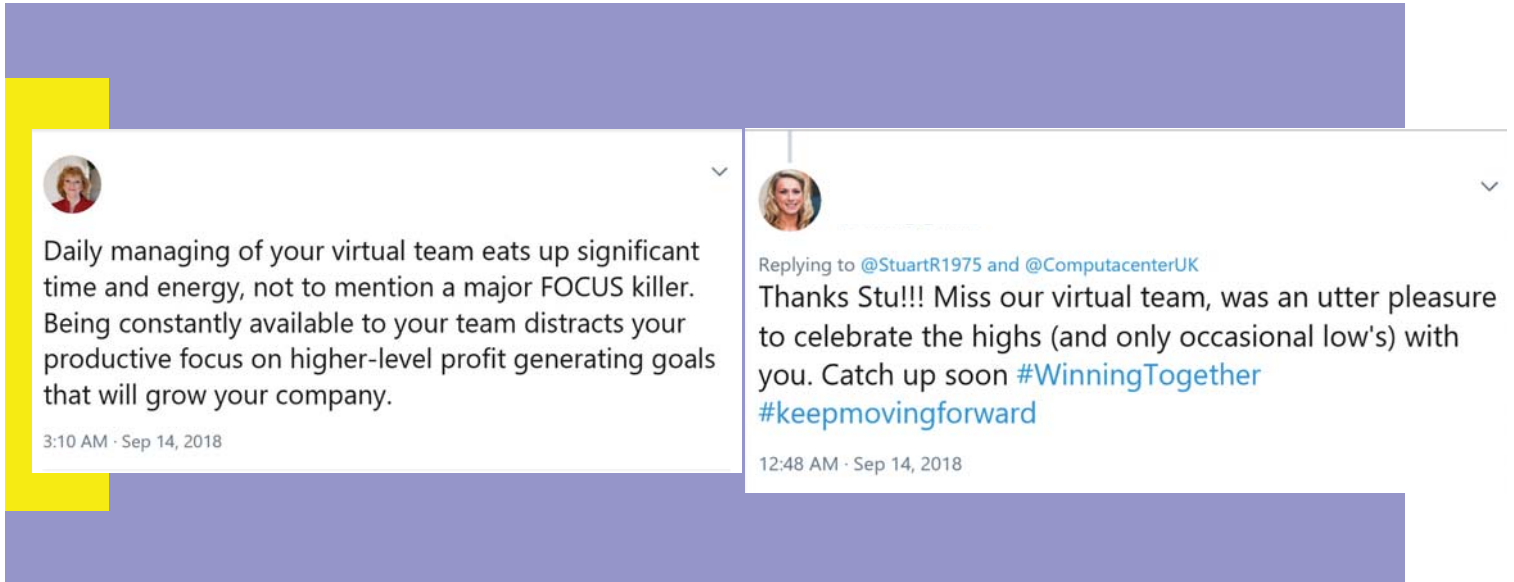 Daily managing of your virtual team eats up significant
time and energy, not to mention a major FOCUS killer.
Being constantly available to your team distracts your
productive focus on higher-level profit generating goals
that will grow your company.
3:10 AM · Sep 14, 2018
Replying to @StuartR1975 and @ComputacenterUK
Thanks Stu!!! Miss our virtual team, was an utter pleasure
to celebrate the highs (and only occasional low's) with
you. Catch up soon #WinningTogether
#keepmovingforward
12:48 AM · Sep 14, 2018